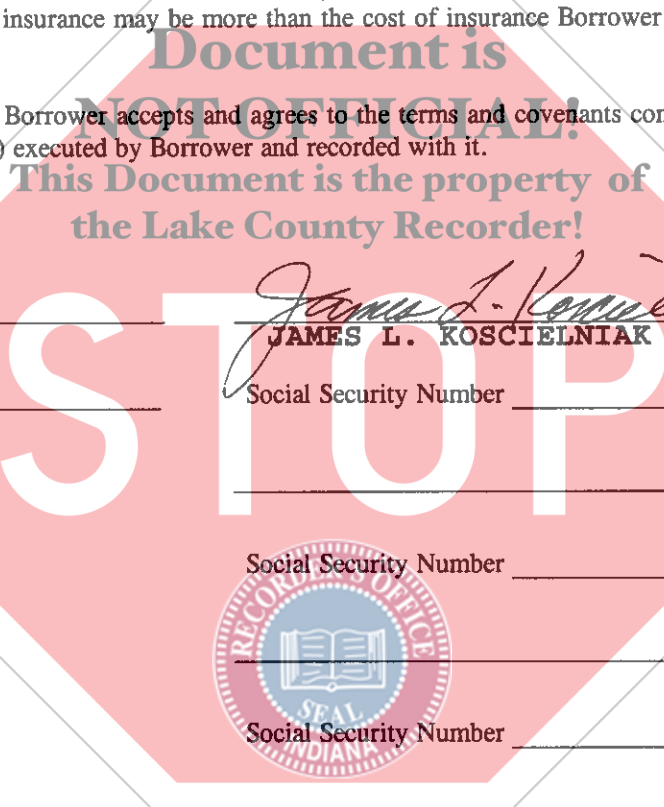 insurance may be more than the cost of insurance Borrower
Document is
NOT OFFICIAL!
Borrower accepts and agrees to the terms and covenants con
) executed by Borrower and recorded with it.
This Document is the property of
the Lake County Recorder!
James L.
JAMES L. KOSCIELNIAK
Social Security Number
STOP
Social Security Number
RECORDER'S OFFICE
SEAL
INDIANA
Social Security Number